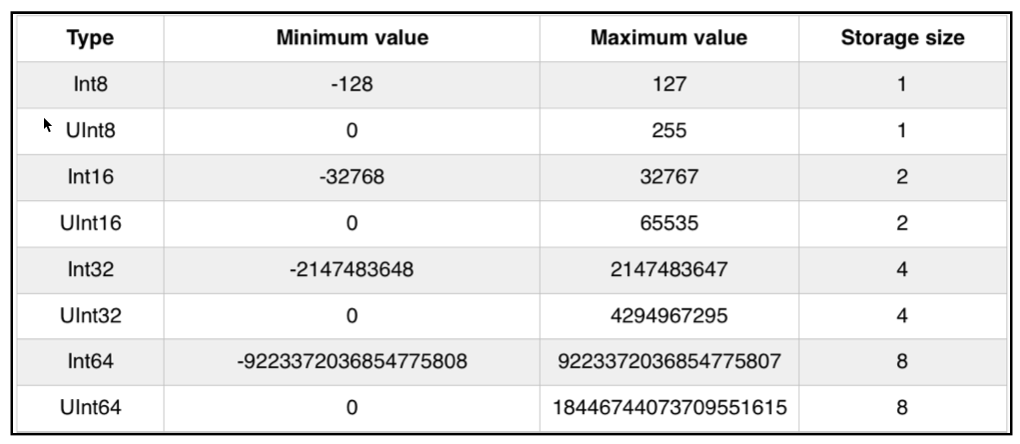 Type Minimum value Maximum value Storage size
Int8 -128 127 1
UInt8 0 255 1
Int16 -32768 32767 2
UInt16 0 65535 2
Int32 -2147483648 2147483647 4
UInt32 0 4294967295 4
Int64 -9223372036854775808 9223372036854775807 8
UInt64 0 18446744073709551615 8